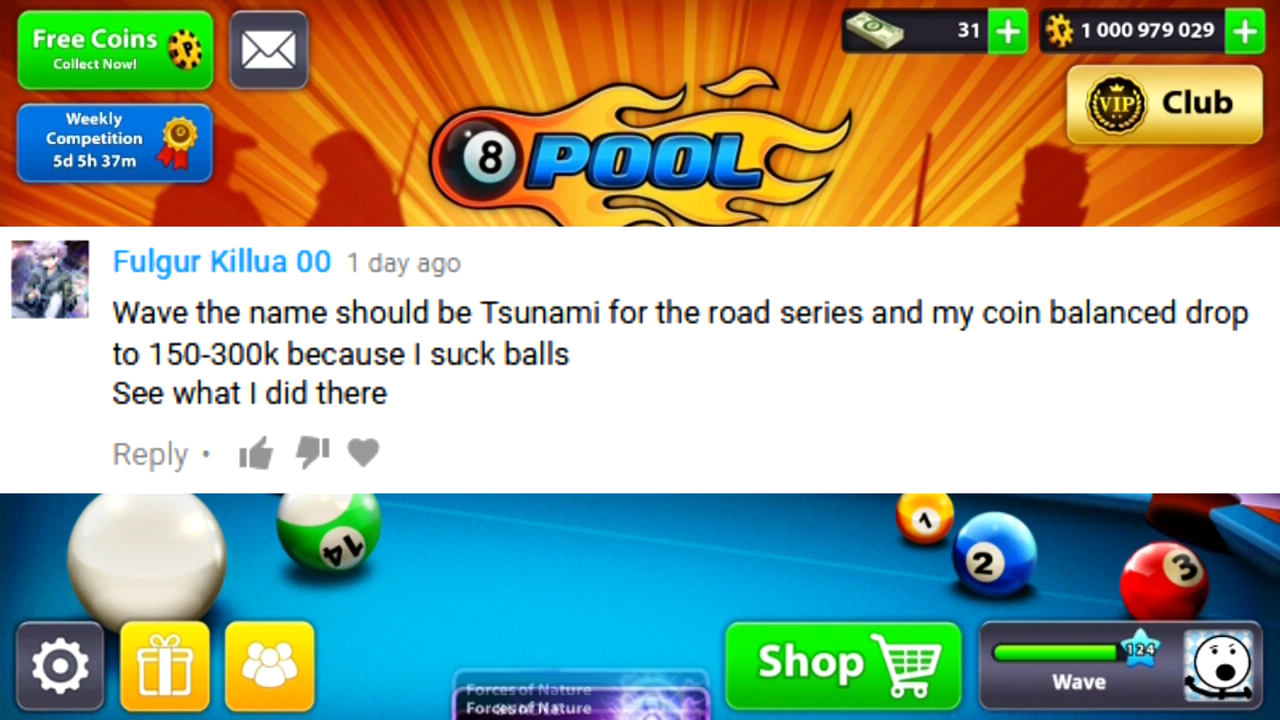 Free Coins
Collect Now!
31
1 000 979 029
VIP
Club
Weekly
Competition
5d 5h 37m
8
POOL
Fulgur Killua 00 1 day ago
Wave the name should be Tsunami for the road series and my coin balanced drop
to 150-300k because I suck balls
See what I did there
Reply •
14
1
2
3
Shop
124
Wave
Forces of Nature
Forces of Nature